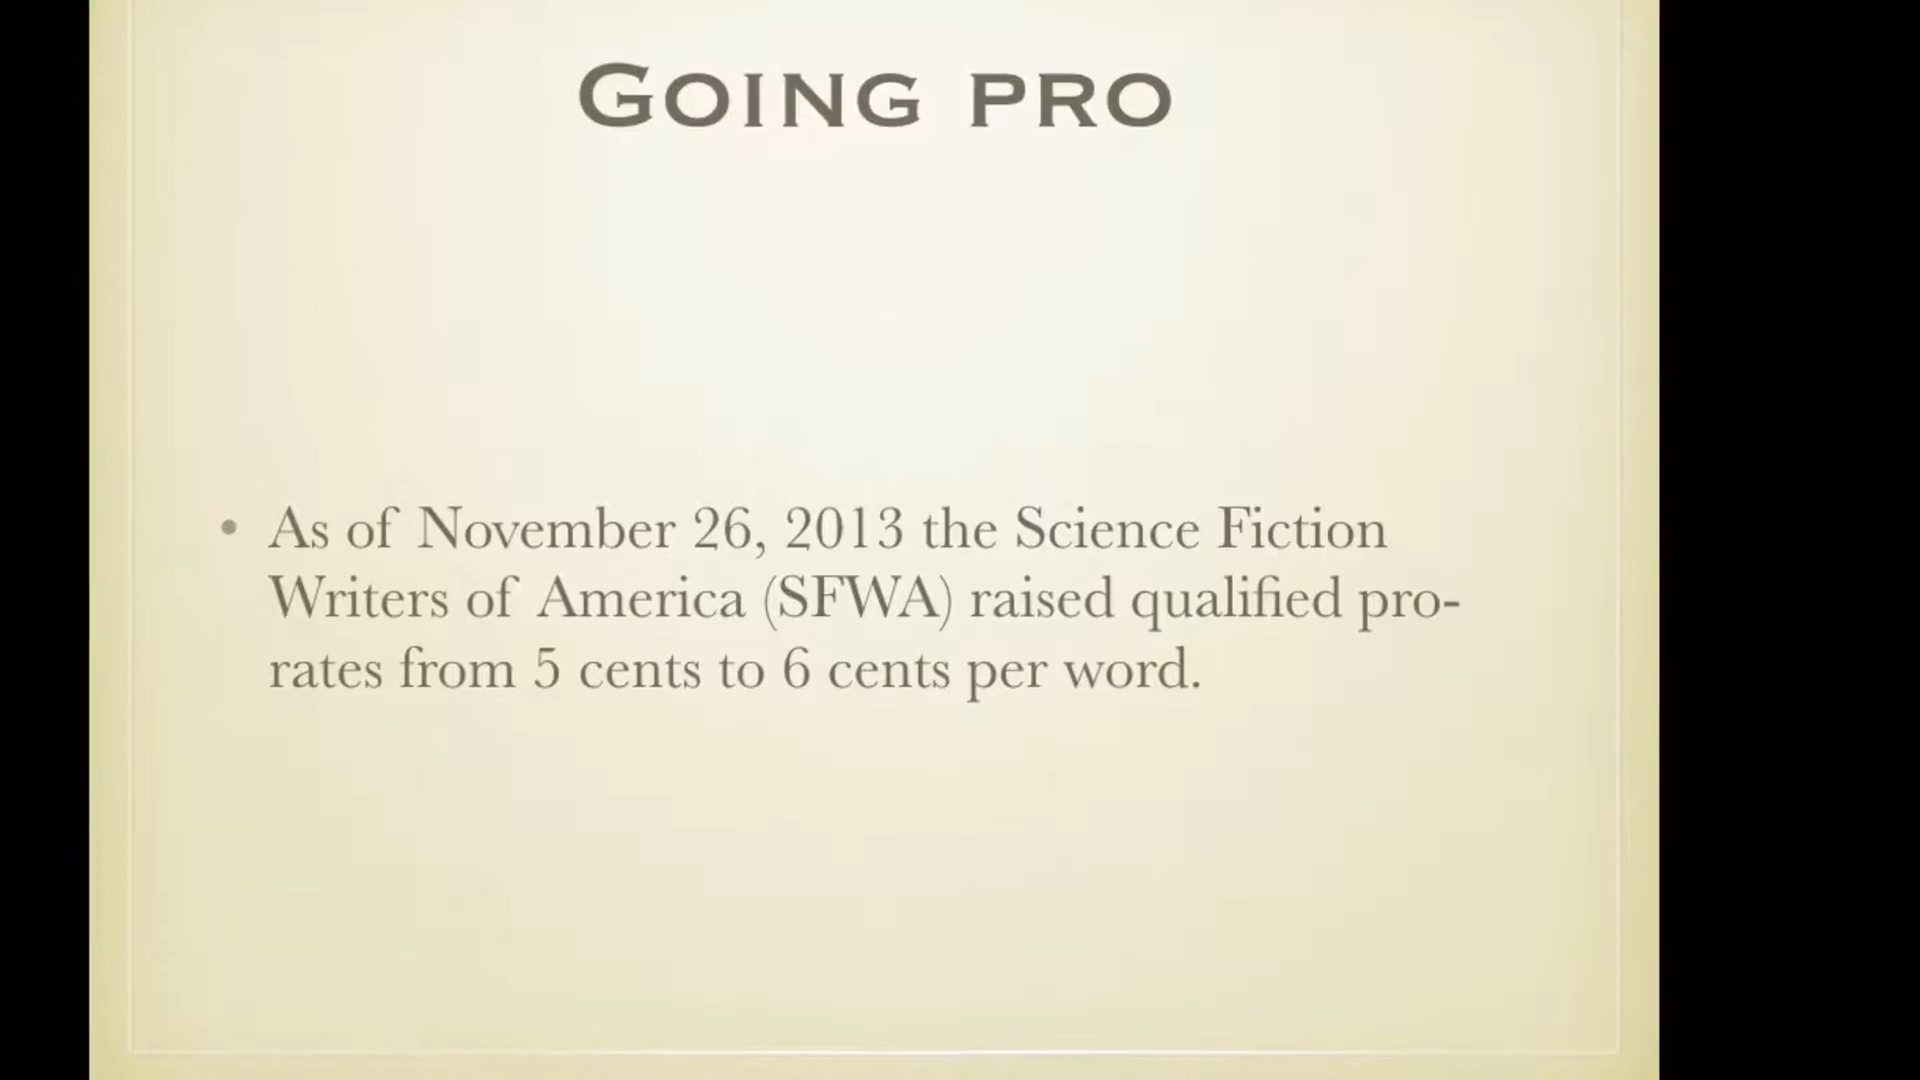 Going pro
• As of November 26, 2013 the Science Fiction
Writers of America (SFWA) raised qualified pro-
rates from 5 cents to 6 cents per word.